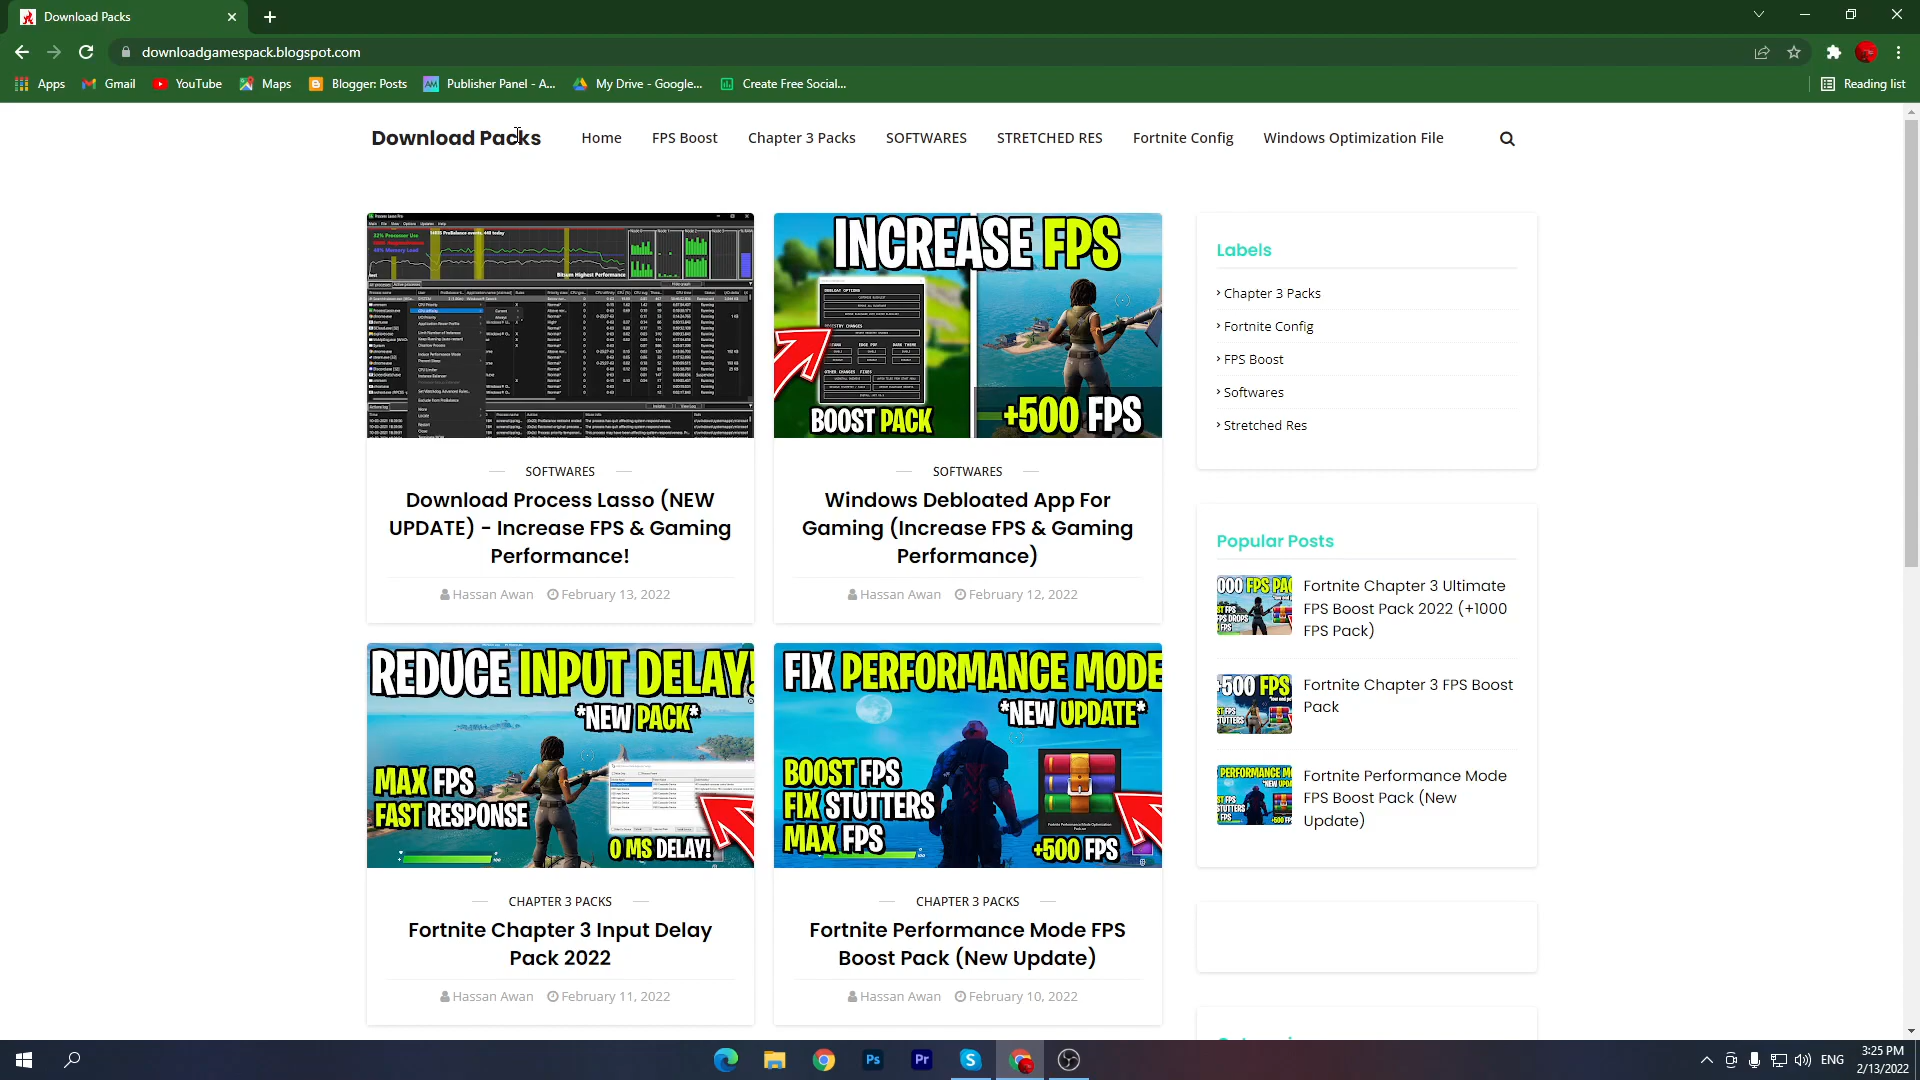 Download Packs
downloadgamespack.blogspot.com
Apps
Gmail
YouTube
Maps
Blogger: Posts
Publisher Panel - A...
My Drive - Google...
Create Free Social...
Reading list
Download Packs
Home
FPS Boost
Chapter 3 Packs
SOFTWARES
STRETCHED RES
Fortnite Config
Windows Optimization File
SOFTWARES
Download Process Lasso (NEW
UPDATE) - Increase FPS & Gaming
Performance!
Hassan Awan
February 13, 2022
INCREASE FPS
BOOST PACK
+500 FPS
SOFTWARES
Windows Debloated App For
Gaming (Increase FPS & Gaming
Performance)
Hassan Awan
February 12, 2022
REDUCE INPUT DELAY!
*NEW PACK*
MAX FPS
FAST RESPONSE
0 MS DELAY!
CHAPTER 3 PACKS
Fortnite Chapter 3 Input Delay
Pack 2022
Hassan Awan
February 11, 2022
FIX PERFORMANCE MODE
*NEW UPDATE*
BOOST FPS
FIX STUTTERS
MAX FPS
+500 FPS
CHAPTER 3 PACKS
Fortnite Performance Mode FPS
Boost Pack (New Update)
Hassan Awan
February 10, 2022
Labels
Chapter 3 Packs
Fortnite Config
FPS Boost
Softwares
Stretched Res
Popular Posts
Fortnite Chapter 3 Ultimate
FPS Boost Pack 2022 (+1000
FPS Pack)
Fortnite Chapter 3 FPS Boost
Pack
Fortnite Performance Mode
FPS Boost Pack (New
Update)
Ps
Pr
ENG
3:25 PM
2/13/2022